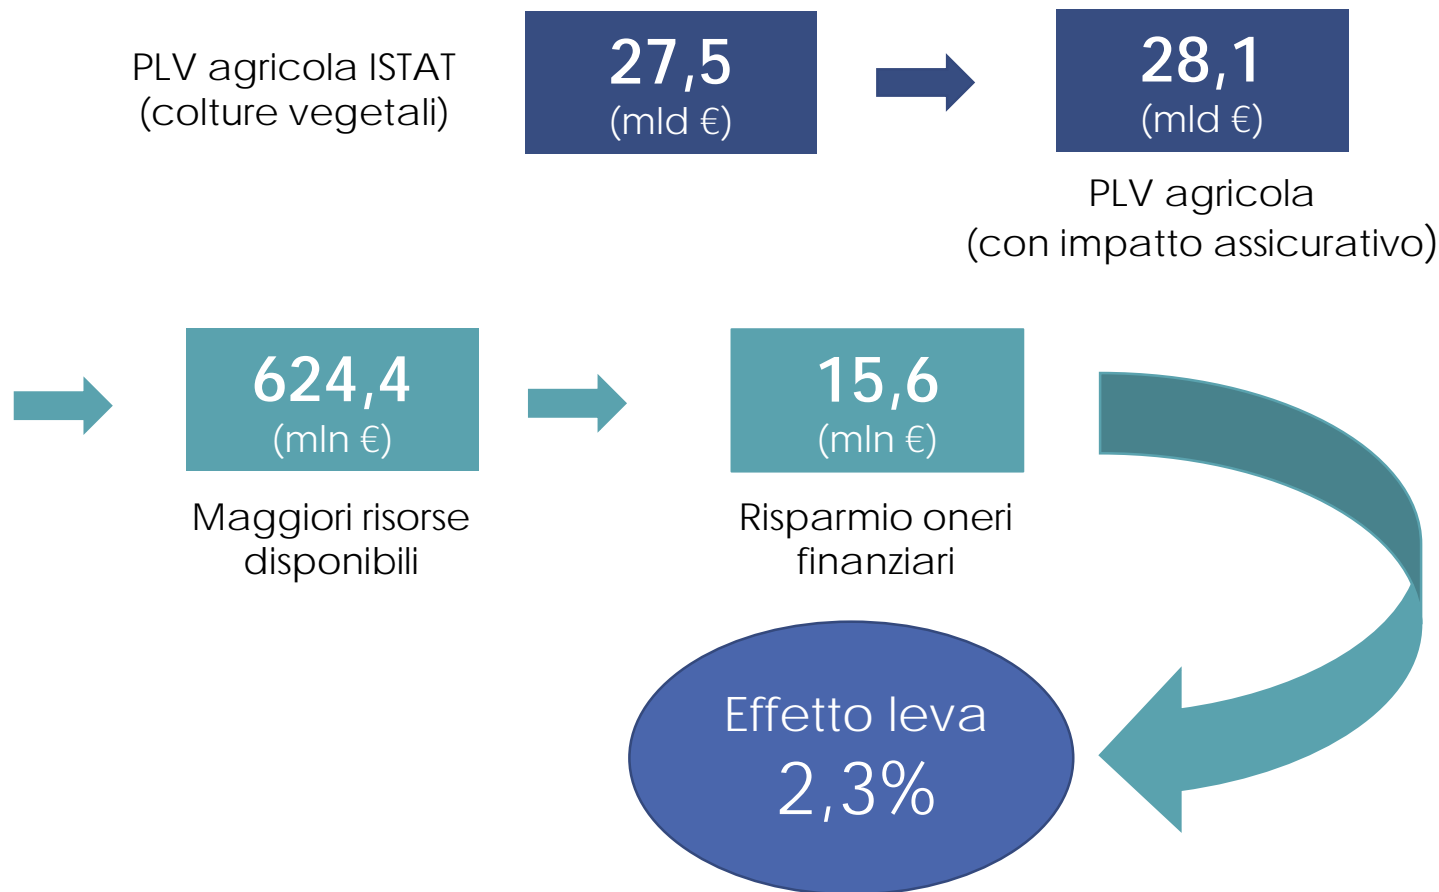 PLV agricola ISTAT
(colture vegetali)
27,5
(mld €)
28,1
(mld €)
PLV agricola
(con impatto assicurativo)
624,4
(mln €)
Maggiori risorse
disponibili
15,6
(mln €)
Risparmio oneri
finanziari
Effetto leva
2,3%